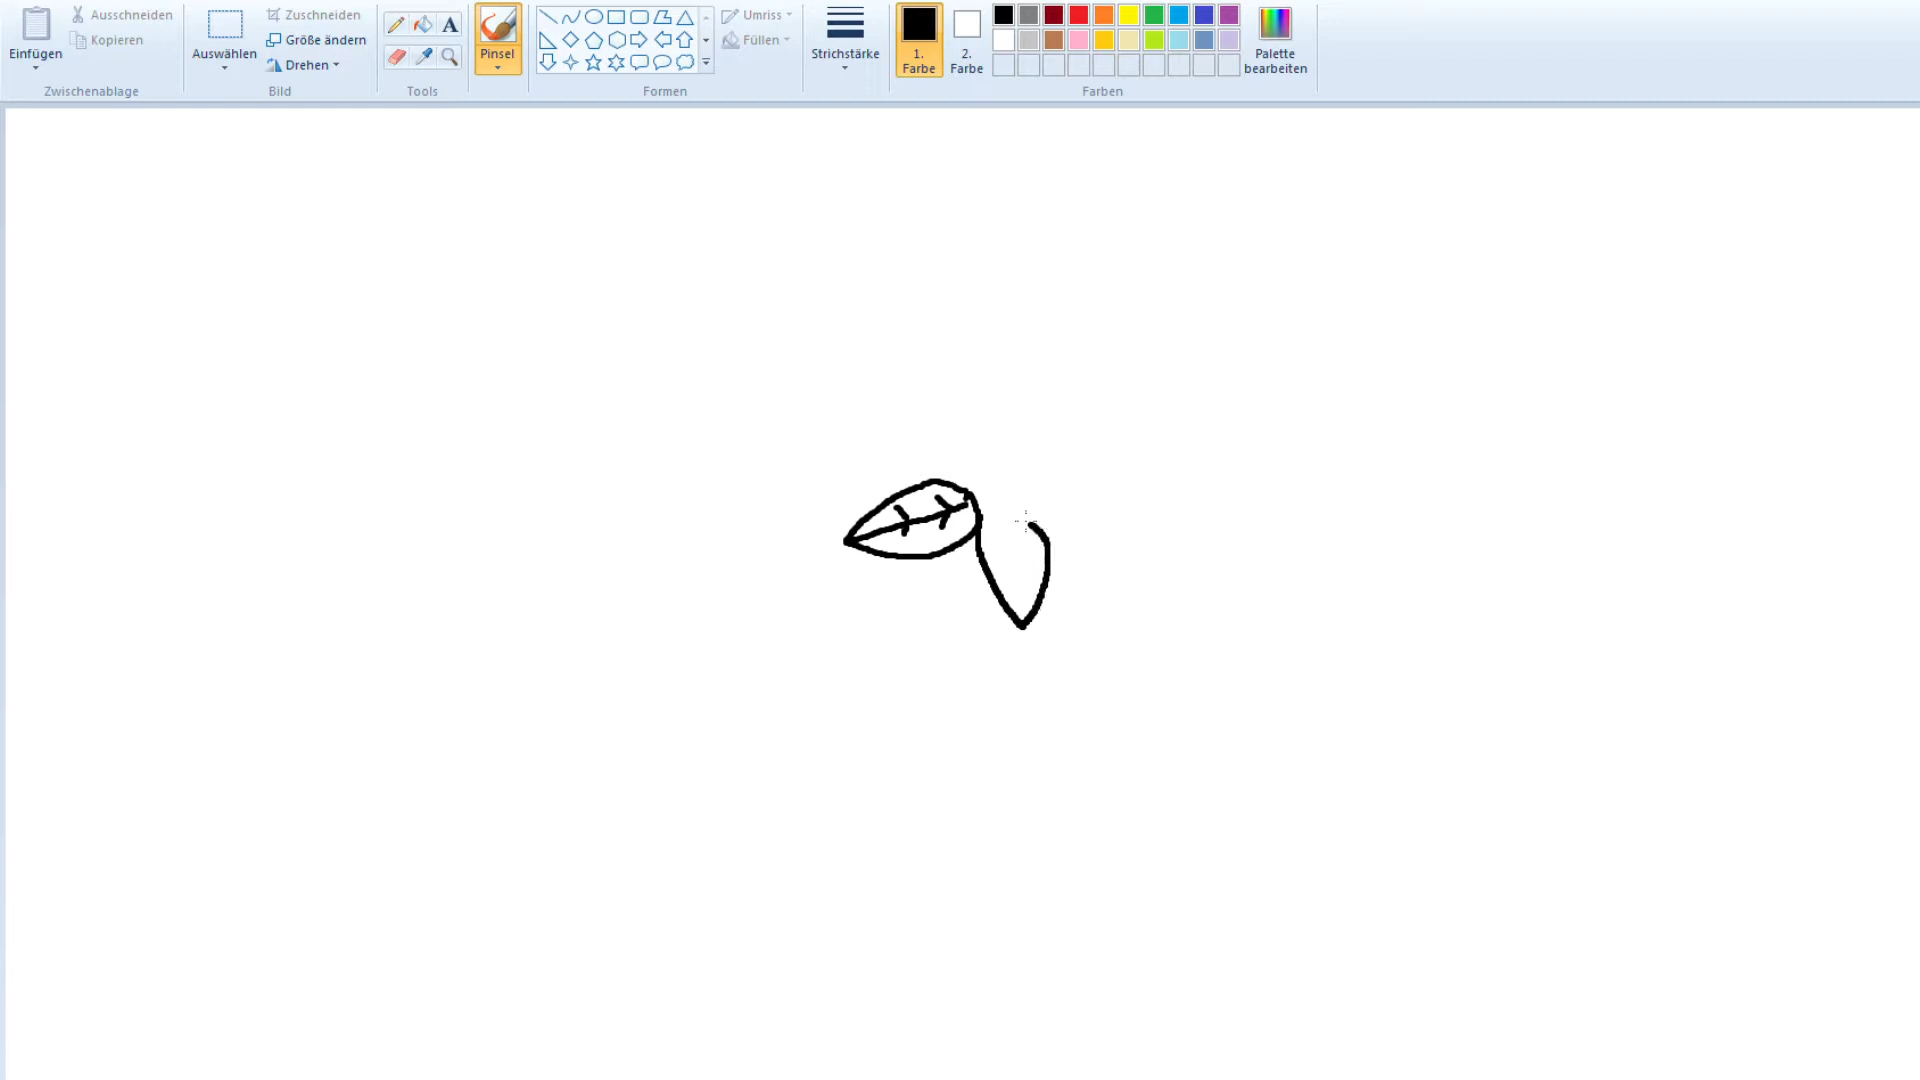 Einfügen
Ausschneiden
Kopieren
Zwischenablage
Auswählen
Zuschneiden
Größe ändern
Drehen
Bild
A
Tools
Pinsel
Formen
Umriss
Füllen
Strichstärke
1.
Farbe
2.
Farbe
Palette
bearbeiten
Farben